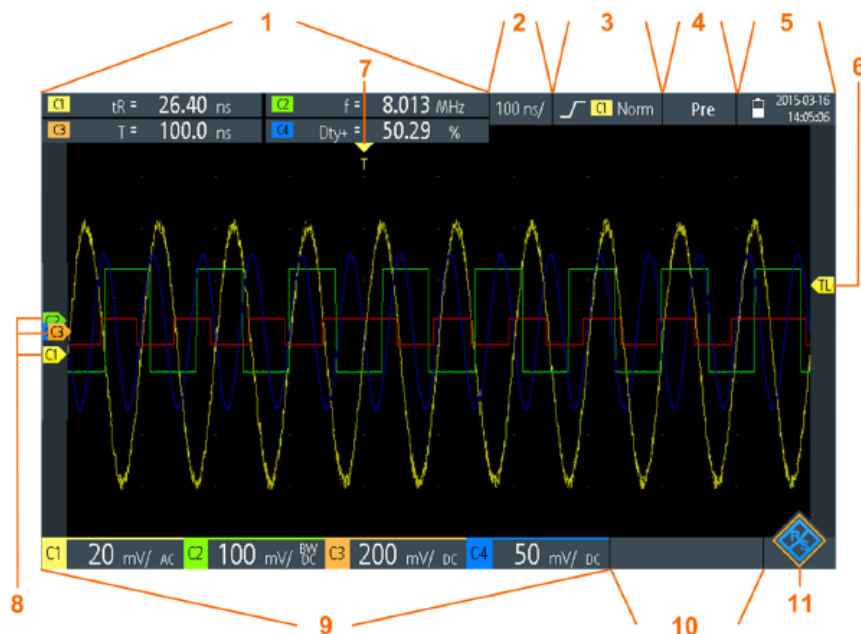 1 2 3 4 5
6
7
C1 tR = 26.40 ns C2 f = 8.013 MHz 100 ns/ C1 Norm Pre 2015-03-16
14:05:06
C3 T = 100.0 ns C4 Dty+ = 50.29 %
T
TL
C2
C3
C1
8
C1 20 mV/ AC C2 100 mV/ BW DC C3 200 mV/ DC C4 50 mV/ DC R S
9 10 11